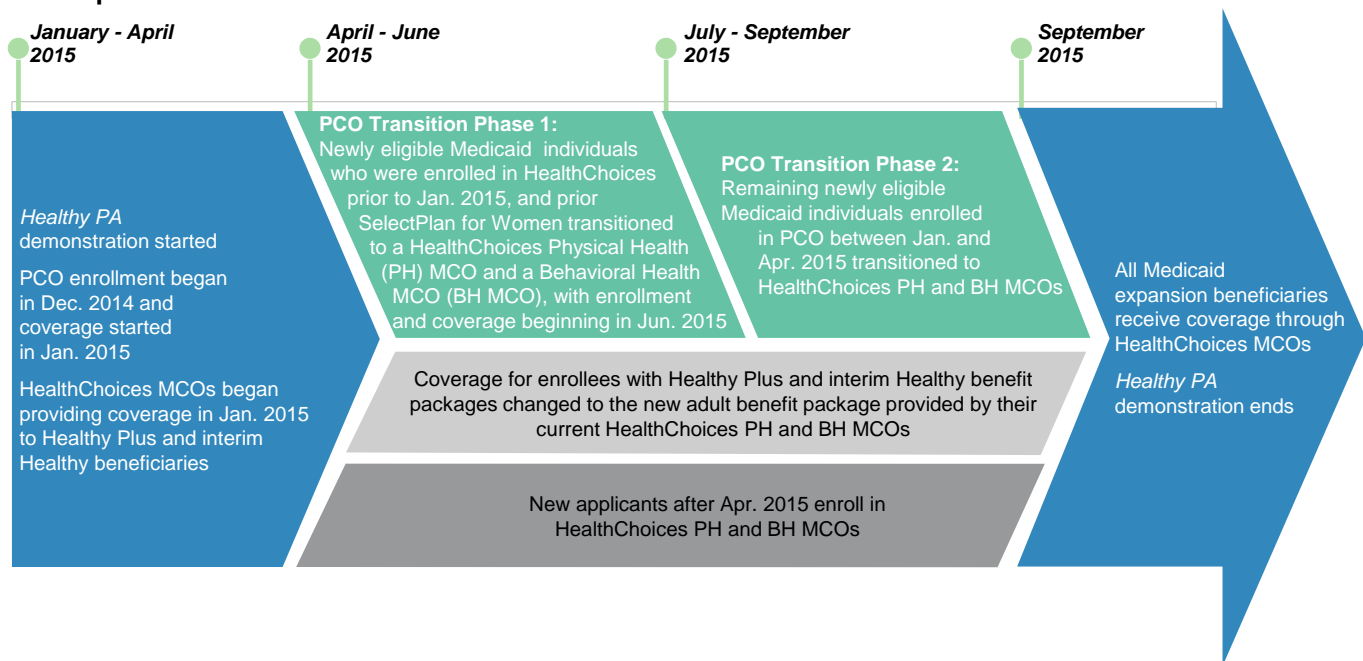 January - April
2015
April - June
2015
July - September
2015
September
2015
Healthy PA
demonstration started
PCO enrollment began
in Dec. 2014 and
coverage started
in Jan. 2015
HealthChoices MCOs began
providing coverage in Jan. 2015
to Healthy Plus and interim
Healthy beneficiaries
PCO Transition Phase 1:
Newly eligible Medicaid individuals
who were enrolled in HealthChoices
prior to Jan. 2015, and prior
SelectPlan for Women transitioned
to a HealthChoices Physical Health
(PH) MCO and a Behavioral Health
MCO (BH MCO), with enrollment
and coverage beginning in Jun. 2015
PCO Transition Phase 2:
Remaining newly eligible
Medicaid individuals enrolled
in PCO between Jan. and
Apr. 2015 transitioned to
HealthChoices PH and BH MCOs
Coverage for enrollees with Healthy Plus and interim Healthy benefit
packages changed to the new adult benefit package provided by their
current HealthChoices PH and BH MCOs
New applicants after Apr. 2015 enroll in
HealthChoices PH and BH MCOs
All Medicaid
expansion beneficiaries
receive coverage through
HealthChoices MCOs
Healthy PA
demonstration ends